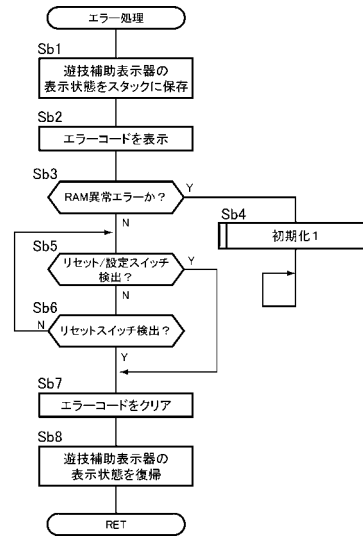 エラー処理
Sb1
遊技補助表示器の
表示状態をスタックに保存
Sb2
エラーコードを表示
Sb3
RAM異常エラーか？
Y
N
Sb4
初期化１
Sb5
リセット/設定スイッチ
検出？
Y
N
Sb6
リセットスイッチ検出？
N
Y
Sb7
エラーコードをクリア
Sb8
遊技補助表示器の
表示状態を復帰
RET